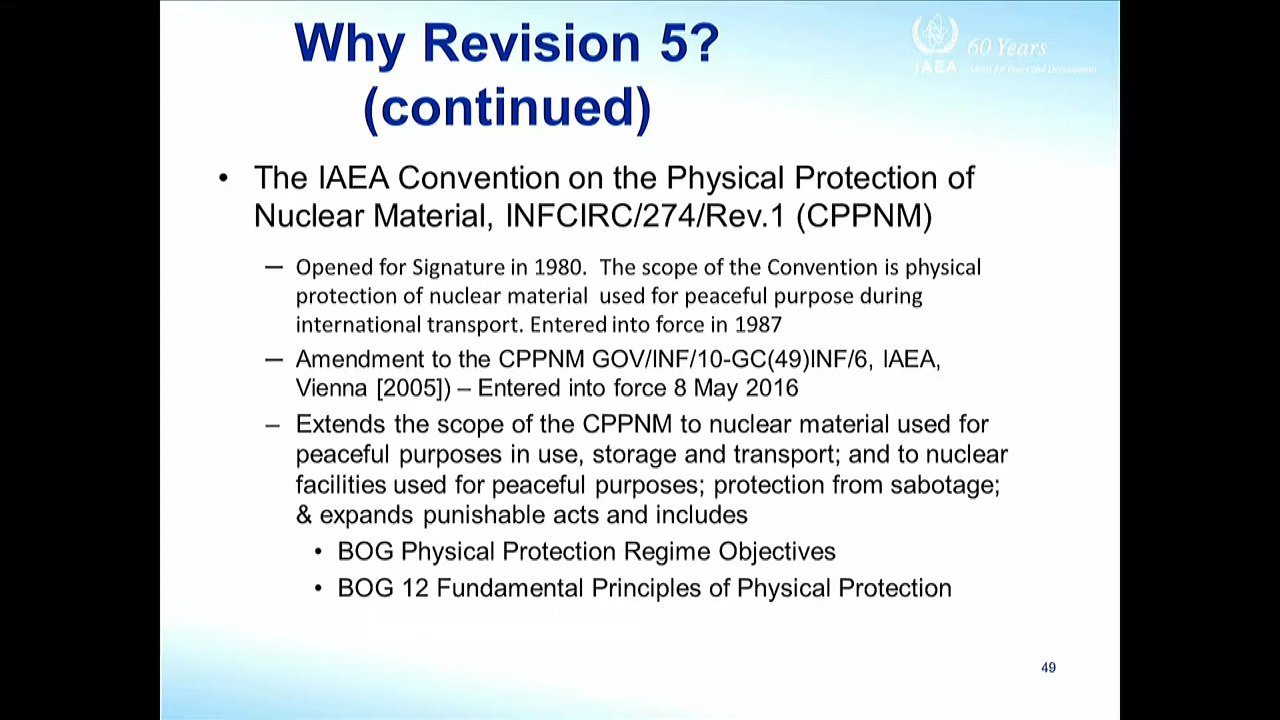 Why Revision 5?
(continued)
60 Years
IAEA Atoms for Peace and Development
• The IAEA Convention on the Physical Protection of
Nuclear Material, INFCIRC/274/Rev.1 (CPPNM)
– Opened for Signature in 1980. The scope of the Convention is physical
protection of nuclear material used for peaceful purpose during
international transport. Entered into force in 1987
– Amendment to the CPPNM GOV/INF/10-GC(49)INF/6, IAEA,
Vienna [2005]) – Entered into force 8 May 2016
– Extends the scope of the CPPNM to nuclear material used for
peaceful purposes in use, storage and transport; and to nuclear
facilities used for peaceful purposes; protection from sabotage;
& expands punishable acts and includes
• BOG Physical Protection Regime Objectives
• BOG 12 Fundamental Principles of Physical Protection
49